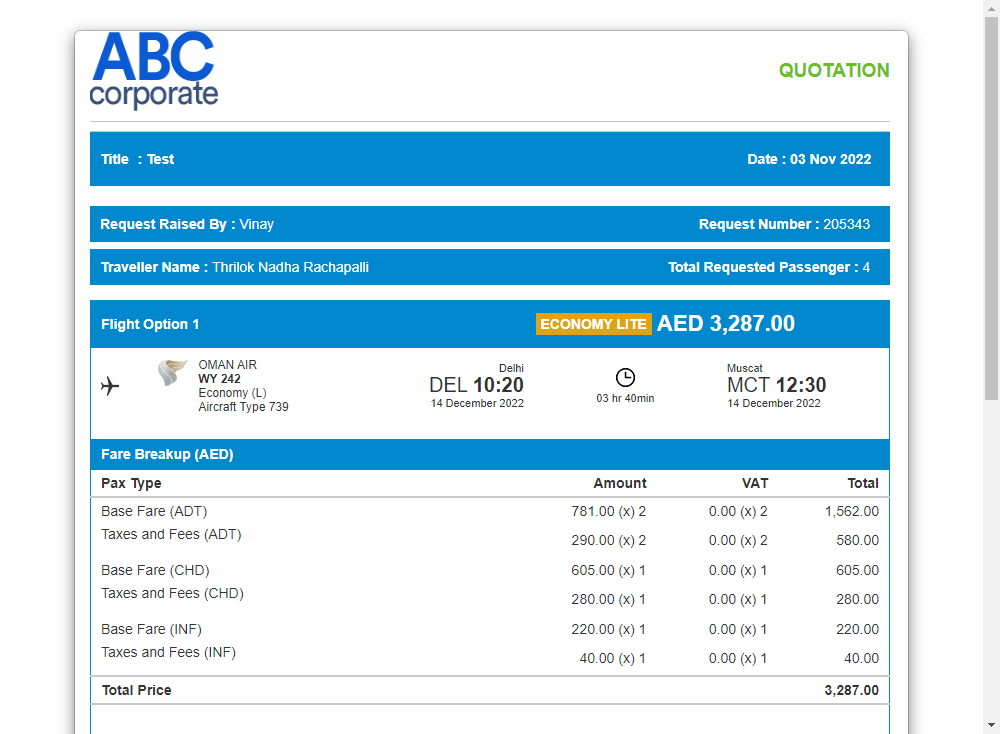 ABC
corporate
QUOTATION
Title : Test
Date : 03 Nov 2022
Request Raised By : Vinay
Request Number : 205343
Traveller Name : Thrilok Nadha Rachapalli
Total Requested Passenger : 4
Flight Option 1
ECONOMY LITE AED 3,287.00
OMAN AIR
WY 242
Economy (L)
Aircraft Type 739
Delhi
DEL 10:20
14 December 2022
03 hr 40min
Muscat
MCT 12:30
14 December 2022
Fare Breakup (AED)
Pax Type Amount VAT Total
Base Fare (ADT) 781.00 (x) 2 0.00 (x) 2 1,562.00
Taxes and Fees (ADT) 290.00 (x) 2 0.00 (x) 2 580.00
Base Fare (CHD) 605.00 (x) 1 0.00 (x) 1 605.00
Taxes and Fees (CHD) 280.00 (x) 1 0.00 (x) 1 280.00
Base Fare (INF) 220.00 (x) 1 0.00 (x) 1 220.00
Taxes and Fees (INF) 40.00 (x) 1 0.00 (x) 1 40.00
Total Price 3,287.00